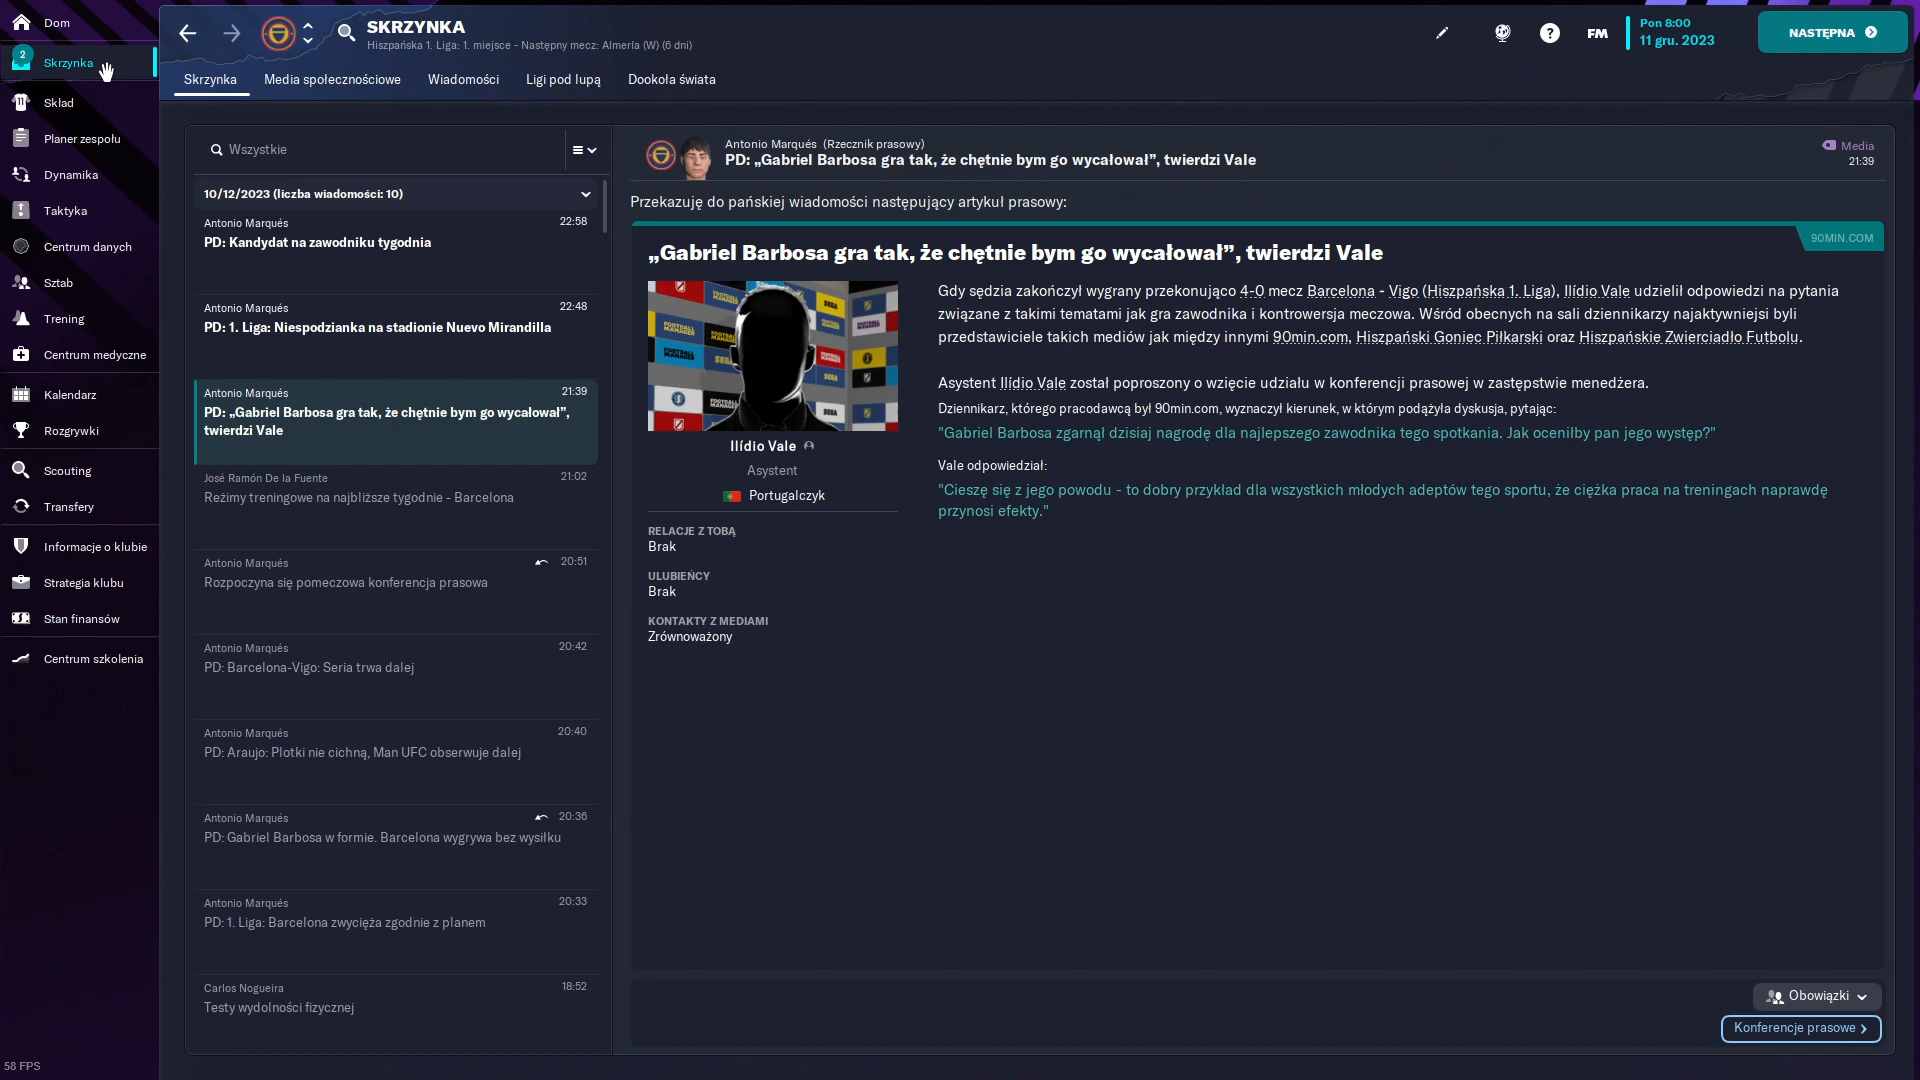 Dom
2
Skrzynka
Skład
Planer zespołu
Dynamika
Taktyka
Centrum danych
Sztab
Trening
Centrum medyczne
Kalendarz
Rozgrywki
Scouting
Transfery
Informacje o klubie
Strategia klubu
Stan finansów
Centrum szkolenia
58 FPS
SKRZYNKA
Hiszpańska 1. Liga: 1. miejsce - Następny mecz: Almería (W) (6 dni)
FM
Pon 8:00
11 gru. 2023
NASTĘPNA
Skrzynka
Media społecznościowe
Wiadomości
Ligi pod lupą
Dookoła świata
Wszystkie
10/12/2023 (liczba wiadomości: 10)
Antonio Marqués 22:58
PD: Kandydat na zawodniku tygodnia
Antonio Marqués 22:48
PD: 1. Liga: Niespodzianka na stadionie Nuevo Mirandilla
Antonio Marqués 21:39
PD: „Gabriel Barbosa gra tak, że chętnie bym go wycałował”,
twierdzi Vale
José Ramón De la Fuente 21:02
Reżimy treningowe na najbliższe tygodnie - Barcelona
Antonio Marqués 20:51
Rozpoczyna się pomeczowa konferencja prasowa
Antonio Marqués 20:42
PD: Barcelona-Vigo: Seria trwa dalej
Antonio Marqués 20:40
PD: Araujo: Plotki nie cichną, Man UFC obserwuje dalej
Antonio Marqués 20:36
PD: Gabriel Barbosa w formie. Barcelona wygrywa bez wysiłku
Antonio Marqués 20:33
PD: 1. Liga: Barcelona zwycięża zgodnie z planem
Carlos Nogueira 18:52
Testy wydolności fizycznej
Antonio Marqués (Rzecznik prasowy)
PD: „Gabriel Barbosa gra tak, że chętnie bym go wycałował”, twierdzi Vale
Media
21:39
Przekazuję do pańskiej wiadomości następujący artykuł prasowy:
90MIN.COM
„Gabriel Barbosa gra tak, że chętnie bym go wycałował”, twierdzi Vale
Ilídio Vale
Asystent
Portugalczyk
RELACJE Z TOBĄ
Brak
ULUBIEŃCY
Brak
KONTAKTY Z MEDIAMI
Zrównoważony
Gdy sędzia zakończył wygrany przekonująco 4-0 mecz Barcelona - Vigo (Hiszpańska 1. Liga), Ilídio Vale udzielił odpowiedzi na pytania
związane z takimi tematami jak gra zawodnika i kontrowersja meczowa. Wśród obecnych na sali dziennikarzy najaktywniejsi byli
przedstawiciele takich mediów jak między innymi 90min.com, Hiszpański Goniec Piłkarski oraz Hiszpańskie Zwierciadło Futbolu.
Asystent Ilídio Vale został poproszony o wzięcie udziału w konferencji prasowej w zastępstwie menedżera.
Dziennikarz, którego pracodawcą był 90min.com, wyznaczył kierunek, w którym podążyła dyskusja, pytając:
"Gabriel Barbosa zgarnął dzisiaj nagrodę dla najlepszego zawodnika tego spotkania. Jak oceniłby pan jego występ?"
Vale odpowiedział:
"Cieszę się z jego powodu - to dobry przykład dla wszystkich młodych adeptów tego sportu, że ciężka praca na treningach naprawdę
przynosi efekty."
Obowiązki
Konferencje prasowe